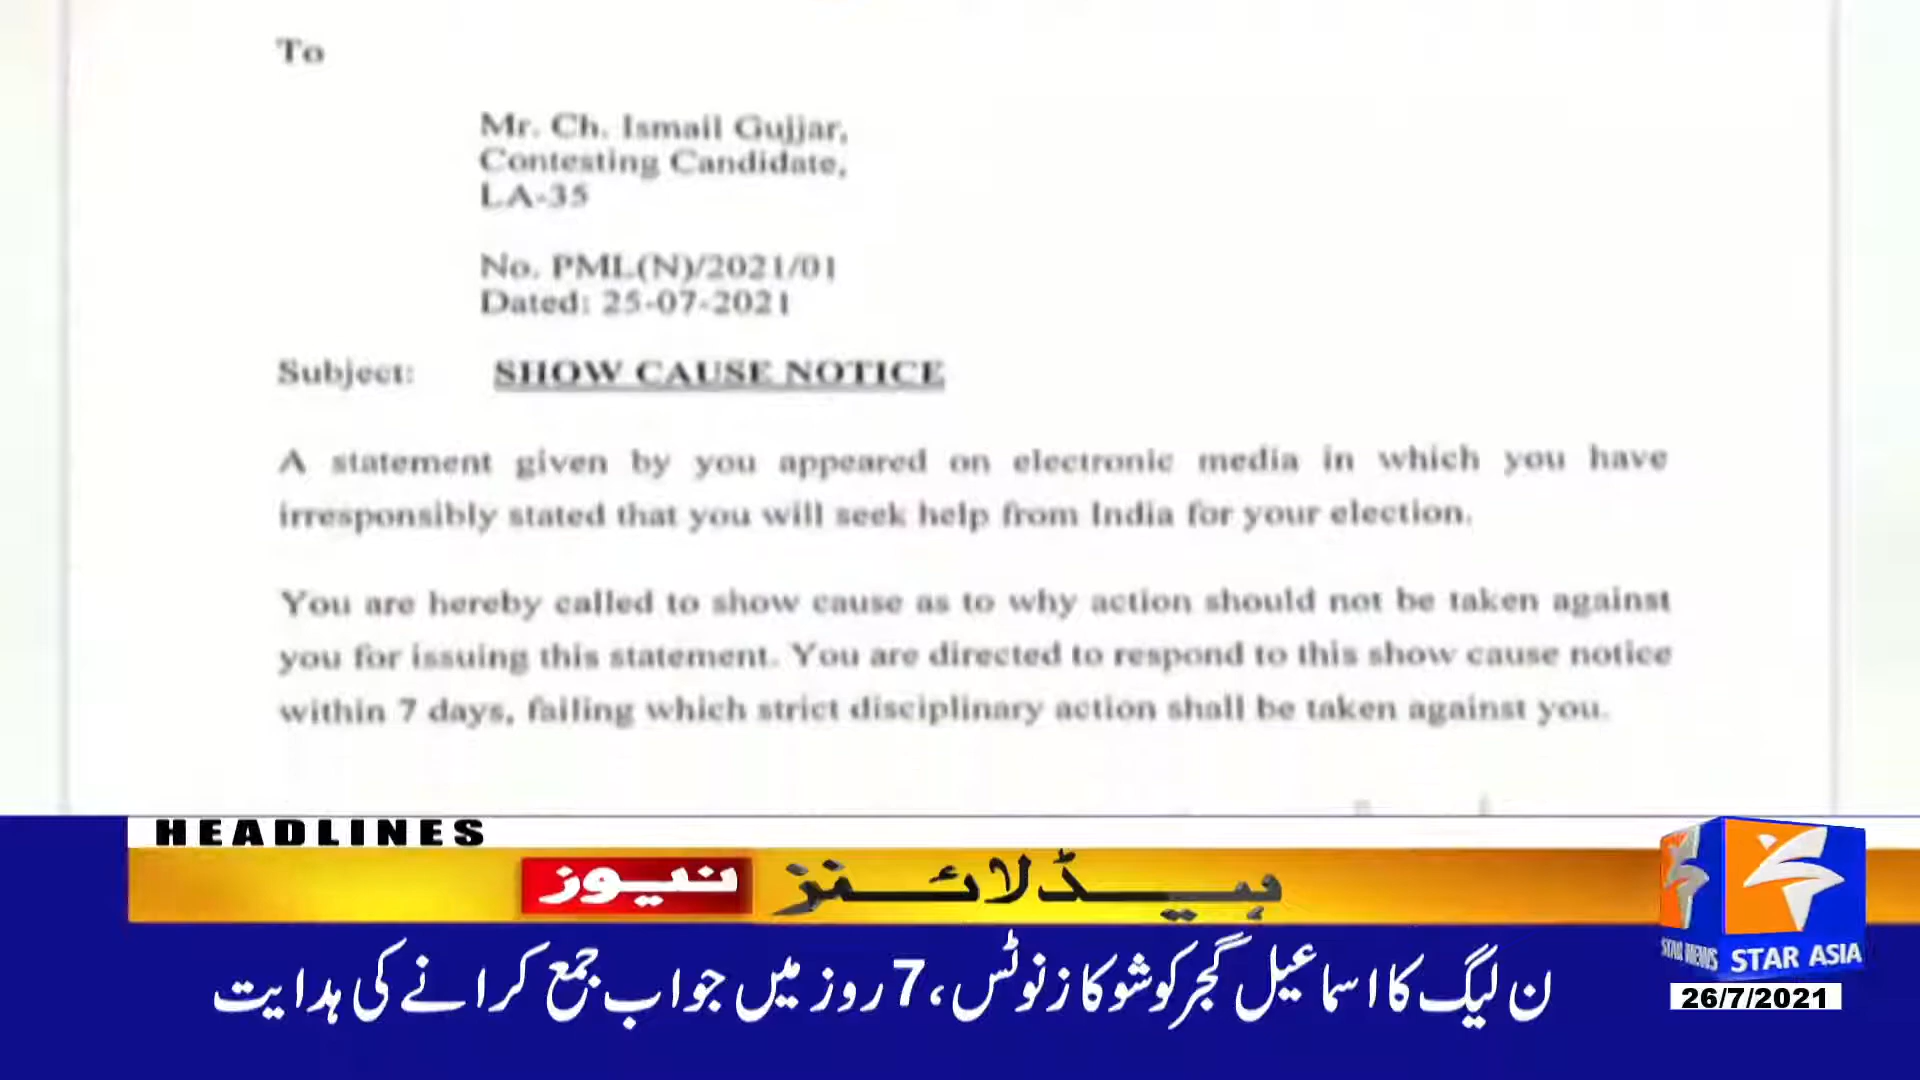 To
Mr. Ch. Ismail Gujjar,
Contesting Candidate,
LA-35
No. PML(N)/2021/01
Dated: 25-07-2021
Subject: SHOW CAUSE NOTICE
A statement given by you appeared on electronic media in which you have
irresponsibly stated that you will seek help from India for your election.
You are hereby called to show cause as to why action should not be taken against
you for issuing this statement. You are directed to respond to this show cause notice
within 7 days, failing which strict disciplinary action shall be taken against you.
HEADLINES
ہیڈلائنز نیوز
ن لیگ کا اسماعیل گجر کو شوکاز نوٹس، 7 روز میں جواب جمع کرانے کی ہدایت
STAR NEWS STAR ASIA
26/7/2021